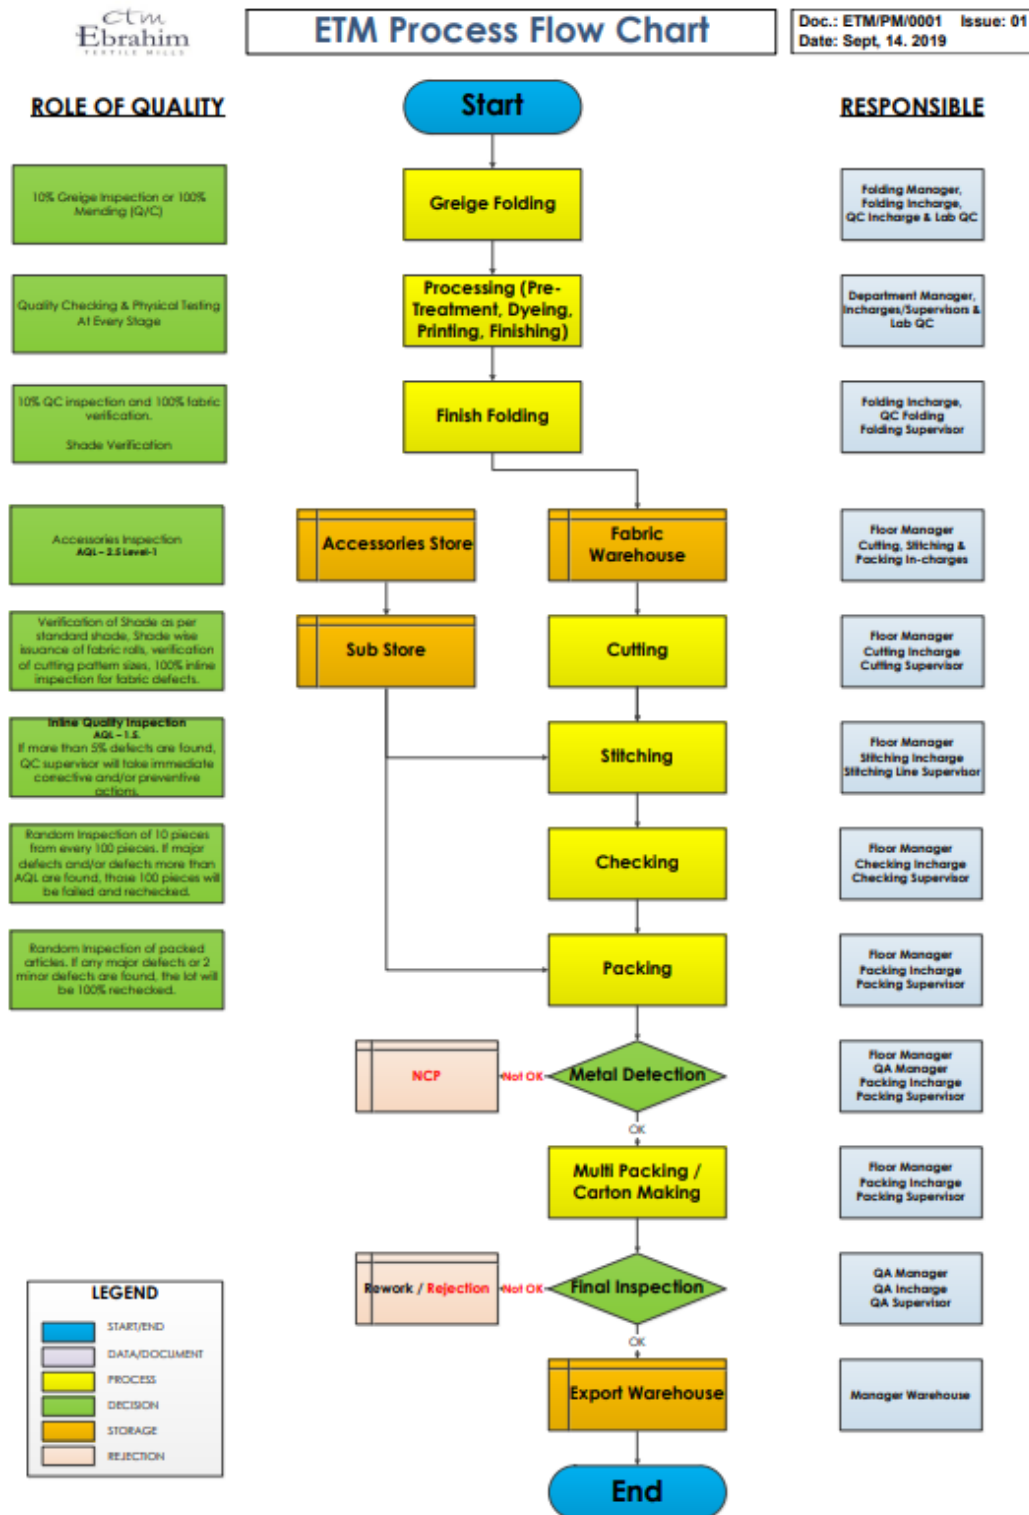 etm
Ebrahim
TEXTILE MILLS
ETM Process Flow Chart
Doc.: ETM/PM/0001 Issue: 01
Date: Sept, 14. 2019
ROLE OF QUALITY
Start
RESPONSIBLE
10% Greige Inspection or 100%
Mending (Q/C)
Greige Folding
Folding Manager,
Folding Incharge,
QC Incharge & Lab QC
Quality Checking & Physical Testing
At Every Stage
Processing (Pre-
Treatment, Dyeing,
Printing, Finishing)
Department Manager,
Incharges/Supervisors &
Lab QC
10% QC inspection and 100% fabric
verification.
Shade Verification
Finish Folding
Folding Incharge,
QC Folding
Folding Supervisor
Accessories Inspection
AQL – 2.5 Level-1
Accessories Store
Fabric
Warehouse
Floor Manager
Cutting, Stitching &
Packing In-charges
Verification of Shade as per
standard shade, Shade wise
issuance of fabric rolls, verification
of cutting pattern sizes, 100% inline
inspection for fabric defects.
Sub Store
Cutting
Floor Manager
Cutting Incharge
Cutting Supervisor
Inline Quality Inspection
AQL – 1.5.
If more than 5% defects are found,
QC supervisor will take immediate
corrective and/or preventive
actions.
Stitching
Floor Manager
Stitching Incharge
Stitching Line Supervisor
Random Inspection of 10 pieces
from every 100 pieces. If major
defects and/or defects more than
AQL are found, those 100 pieces will
be failed and rechecked.
Checking
Floor Manager
Checking Incharge
Checking Supervisor
Random Inspection of packed
articles. If any major defects or 2
minor defects are found, the lot will
be 100% rechecked.
Packing
Floor Manager
Packing Incharge
Packing Supervisor
NCP
Not OK
Metal Detection
Floor Manager
QA Manager
Packing Incharge
Packing Supervisor
OK
Multi Packing /
Carton Making
Floor Manager
Packing Incharge
Packing Supervisor
Rework / Rejection
Not OK
Final Inspection
QA Manager
QA Incharge
QA Supervisor
OK
LEGEND
START/END
DATA/DOCUMENT
PROCESS
DECISION
STORAGE
REJECTION
Export Warehouse
Manager Warehouse
End